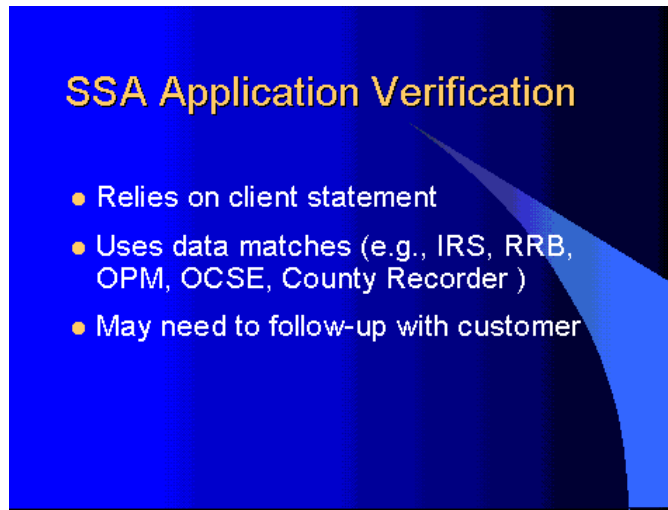 SSA Application Verification
Relies on client statement
Uses data matches (e.g., IRS, RRB,
OPM, OCSE, County Recorder )
May need to follow-up with customer